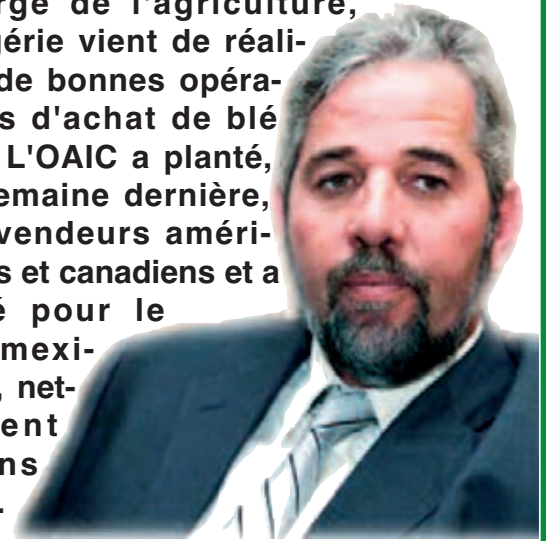 rge de l'agriculture,
gérie vient de réali-
de bonnes opéra-
s d'achat de blé
L'OAIC a planté,
emaine dernière,
vendeurs améri-
s et canadiens et a
é pour le
mexi-
, net-
ent
ns
.